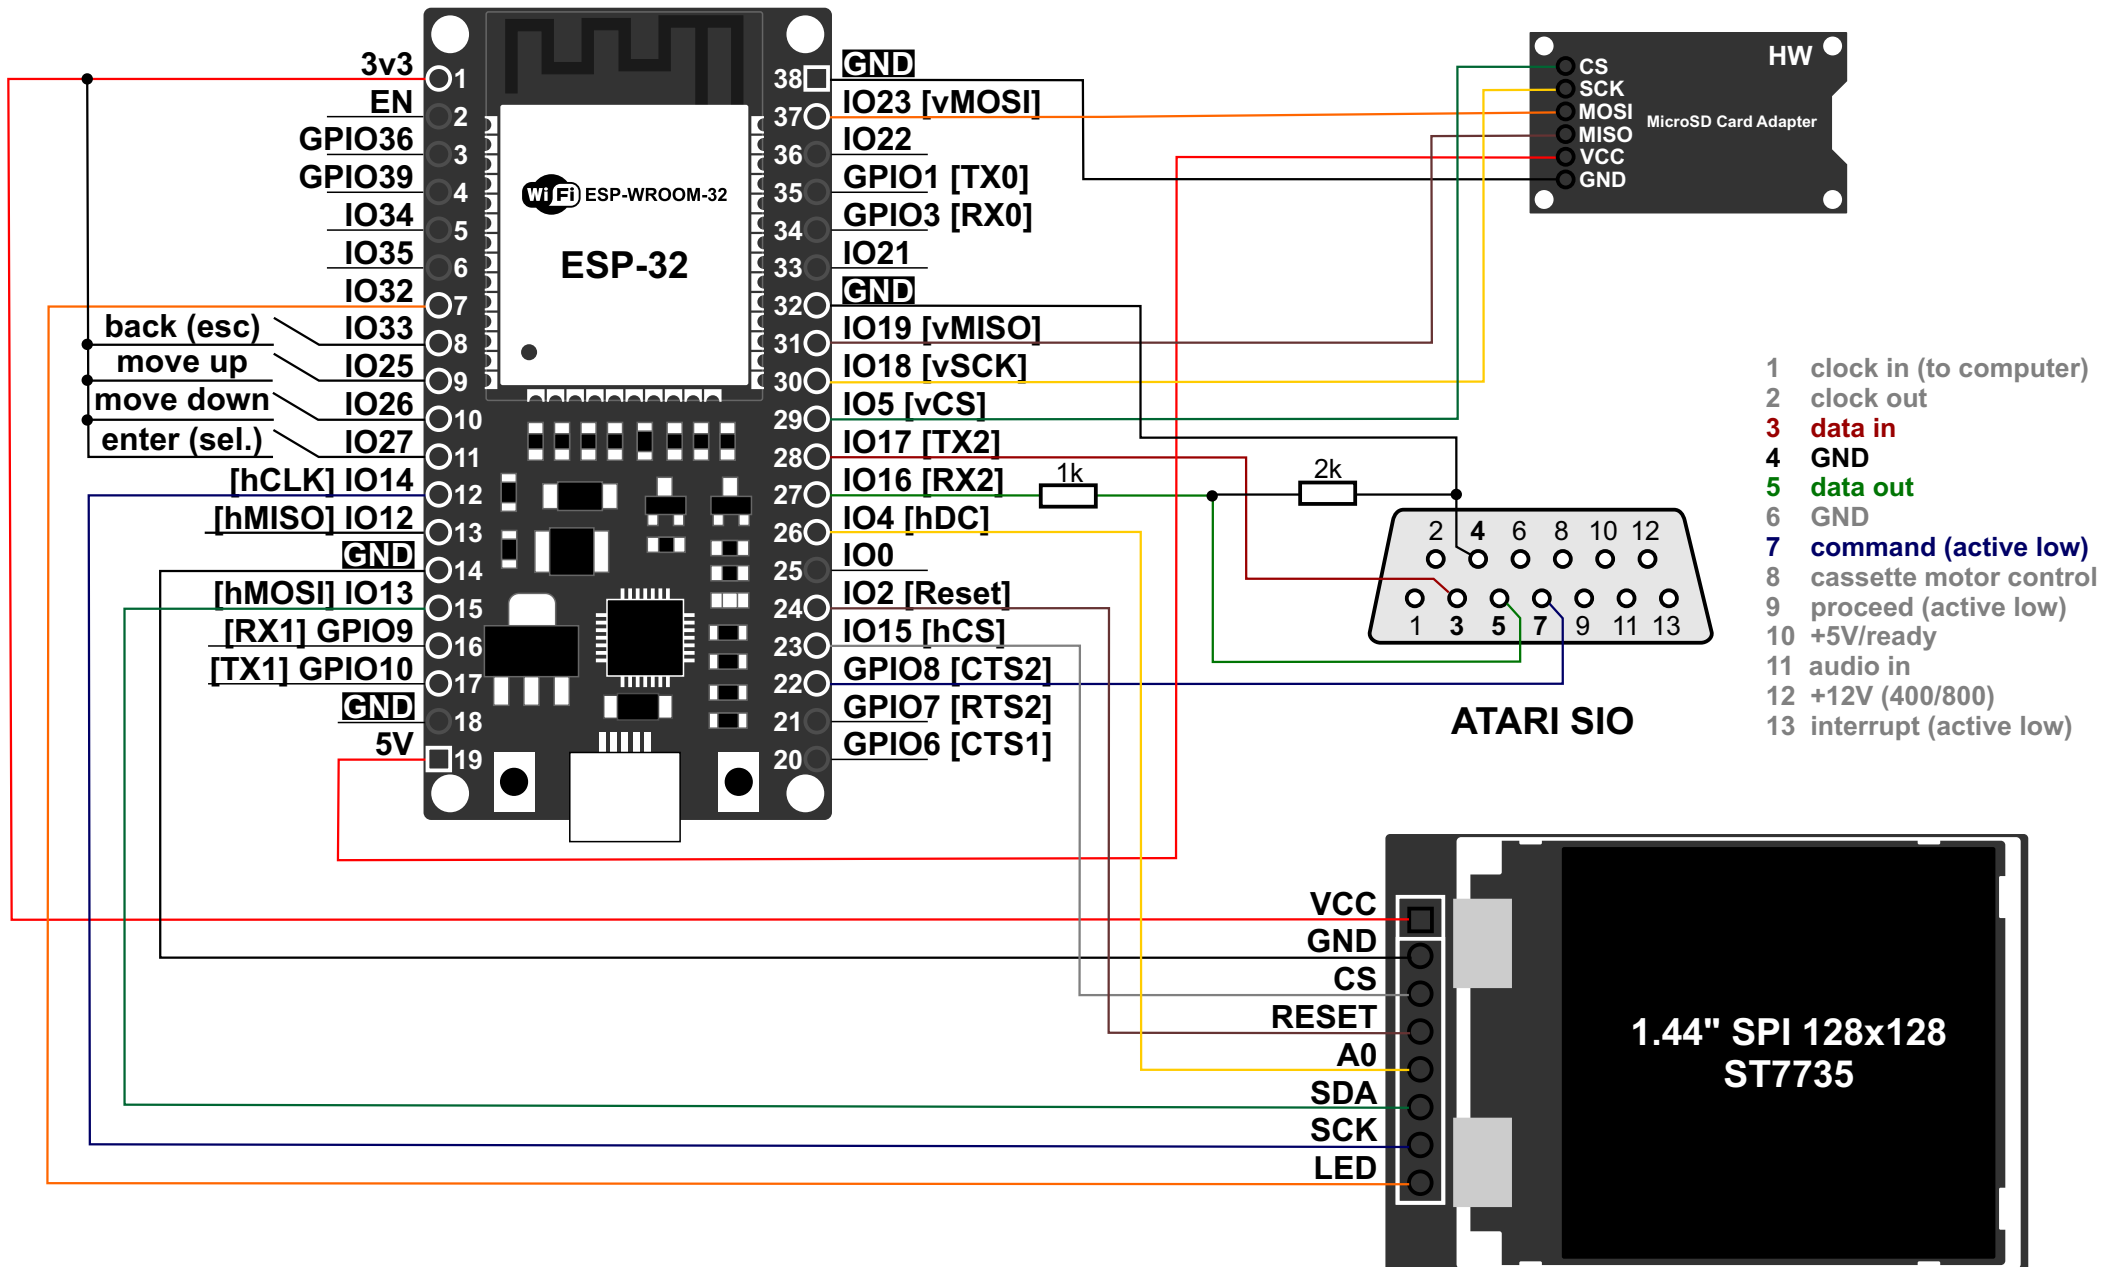 3v3
EN
GPIO36
GPIO39
IO34
IO35
IO32
back (esc) IO33
move up IO25
move down IO26
enter (sel.) IO27
[hCLK] IO14
[hMISO] IO12
GND
[hMOSI] IO13
[RX1] GPIO9
[TX1] GPIO10
GND
5V
1
2
3
4
5
6
7
8
9
10
11
12
13
14
15
16
17
18
19
WiFi ESP-WROOM-32
ESP-32
38
37
36
35
34
33
32
31
30
29
28
27
26
25
24
23
22
21
20
GND
IO23 [vMOSI]
IO22
GPIO1 [TX0]
GPIO3 [RX0]
IO21
GND
IO19 [vMISO]
IO18 [vSCK]
IO5 [vCS]
IO17 [TX2]
IO16 [RX2]
IO4 [hDC]
IO0
IO2 [Reset]
IO15 [hCS]
GPIO8 [CTS2]
GPIO7 [RTS2]
GPIO6 [CTS1]
1k
2k
CS
SCK
MOSI
MISO
VCC
GND
HW
MicroSD Card Adapter
2 4 6 8 10 12
1 3 5 7 9 11 13
ATARI SIO
1 clock in (to computer)
2 clock out
3 data in
4 GND
5 data out
6 GND
7 command (active low)
8 cassette motor control
9 proceed (active low)
10 +5V/ready
11 audio in
12 +12V (400/800)
13 interrupt (active low)
VCC
GND
CS
RESET
A0
SDA
SCK
LED
1.44" SPI 128x128
ST7735